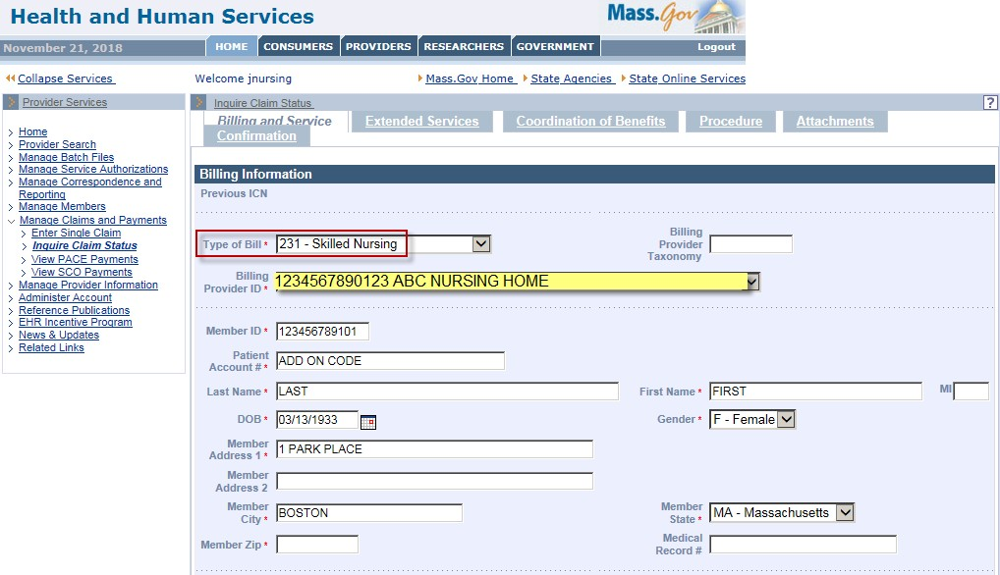 Health and Human Services
Mass.Gov
November 21, 2018
HOME CONSUMERS PROVIDERS RESEARCHERS GOVERNMENT Logout
Collapse Services Welcome jnursing Mass.Gov Home State Agencies State Online Services
Provider Services
Home
Provider Search
Manage Batch Files
Manage Service Authorizations
Manage Correspondence and
Reporting
Manage Members
Manage Claims and Payments
Enter Single Claim
Inquire Claim Status
View PACE Payments
View SCO Payments
Manage Provider Information
Administer Account
Reference Publications
EHR Incentive Program
News & Updates
Related Links
Inquire Claim Status ?
Billing and Service Extended Services Coordination of Benefits Procedure Attachments
Confirmation
Billing Information
Previous ICN
Type of Bill * 231 - Skilled Nursing
Billing
Provider
Taxonomy
Billing
Provider ID * 1234567890123 ABC NURSING HOME
Member ID * 123456789101
Patient
Account # * ADD ON CODE
Last Name * LAST First Name * FIRST MI
DOB * 03/13/1933 Gender * F - Female
Member
Address 1 * 1 PARK PLACE
Member
Address 2
Member
City * BOSTON
Member
State * MA - Massachusetts
Member Zip *
Medical
Record #